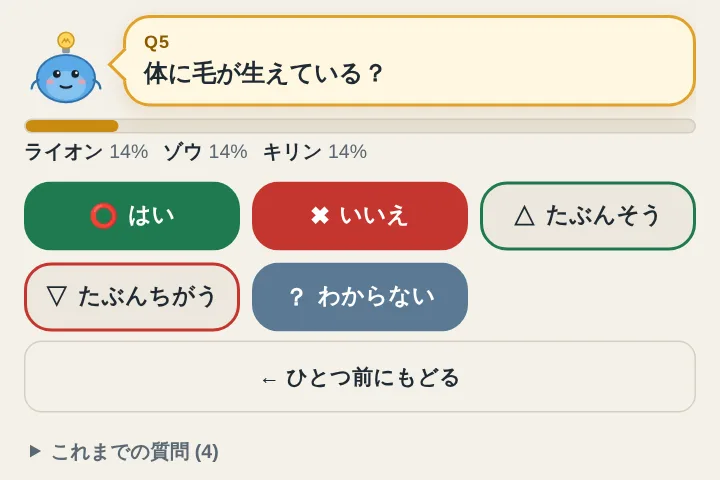 Q5
体に毛が生えている？
ライオン 14% ゾウ 14% キリン 14%
⭕ はい
✖ いいえ
△ たぶんそう
▽ たぶんちがう
？ わからない
← ひとつ前にもどる
▶ これまでの質問 (4)